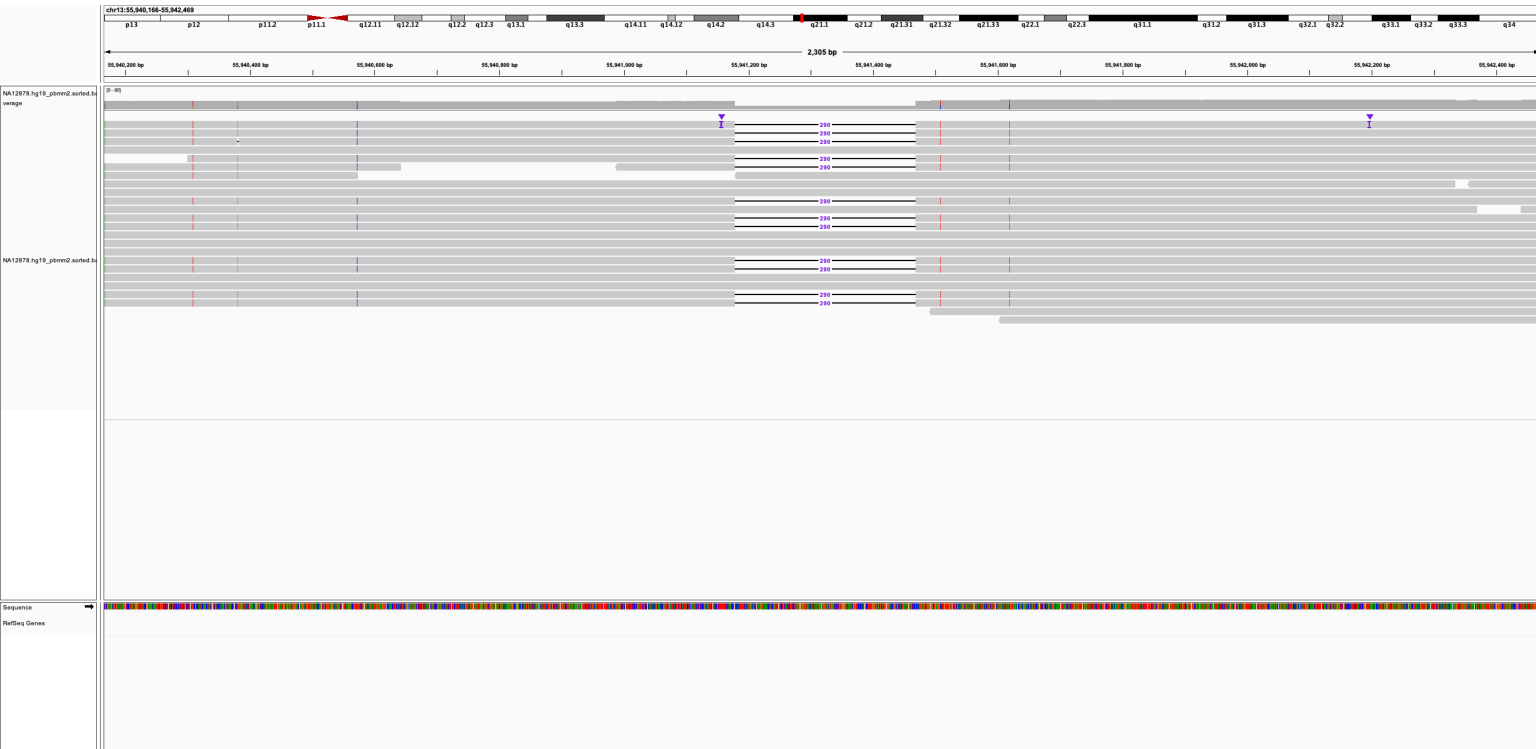 chr13:55,940,166-55,942,469
p13 p12 p11.2 p11.1 q12.11 q12.12 q12.2 q12.3 q13.1 q13.3 q14.11 q14.12 q14.2 q14.3 q21.1 q21.2 q21.31 q21.32 q21.33 q22.1 q22.3 q31.1 q31.2 q31.3 q32.1 q32.2 q33.1 q33.2 q33.3 q34
2,305 bp
55,940,200 bp 55,940,400 bp 55,940,600 bp 55,940,800 bp 55,941,000 bp 55,941,200 bp 55,941,400 bp 55,941,600 bp 55,941,800 bp 55,942,000 bp 55,942,200 bp 55,942,400 bp
NA12878.hg19_pbmm2.sorted.ba
verage
[0 - 60]
290
290
290
290
290
290
290
290
NA12878.hg19_pbmm2.sorted.ba
290
290
290
290
Sequence
RefSeq Genes